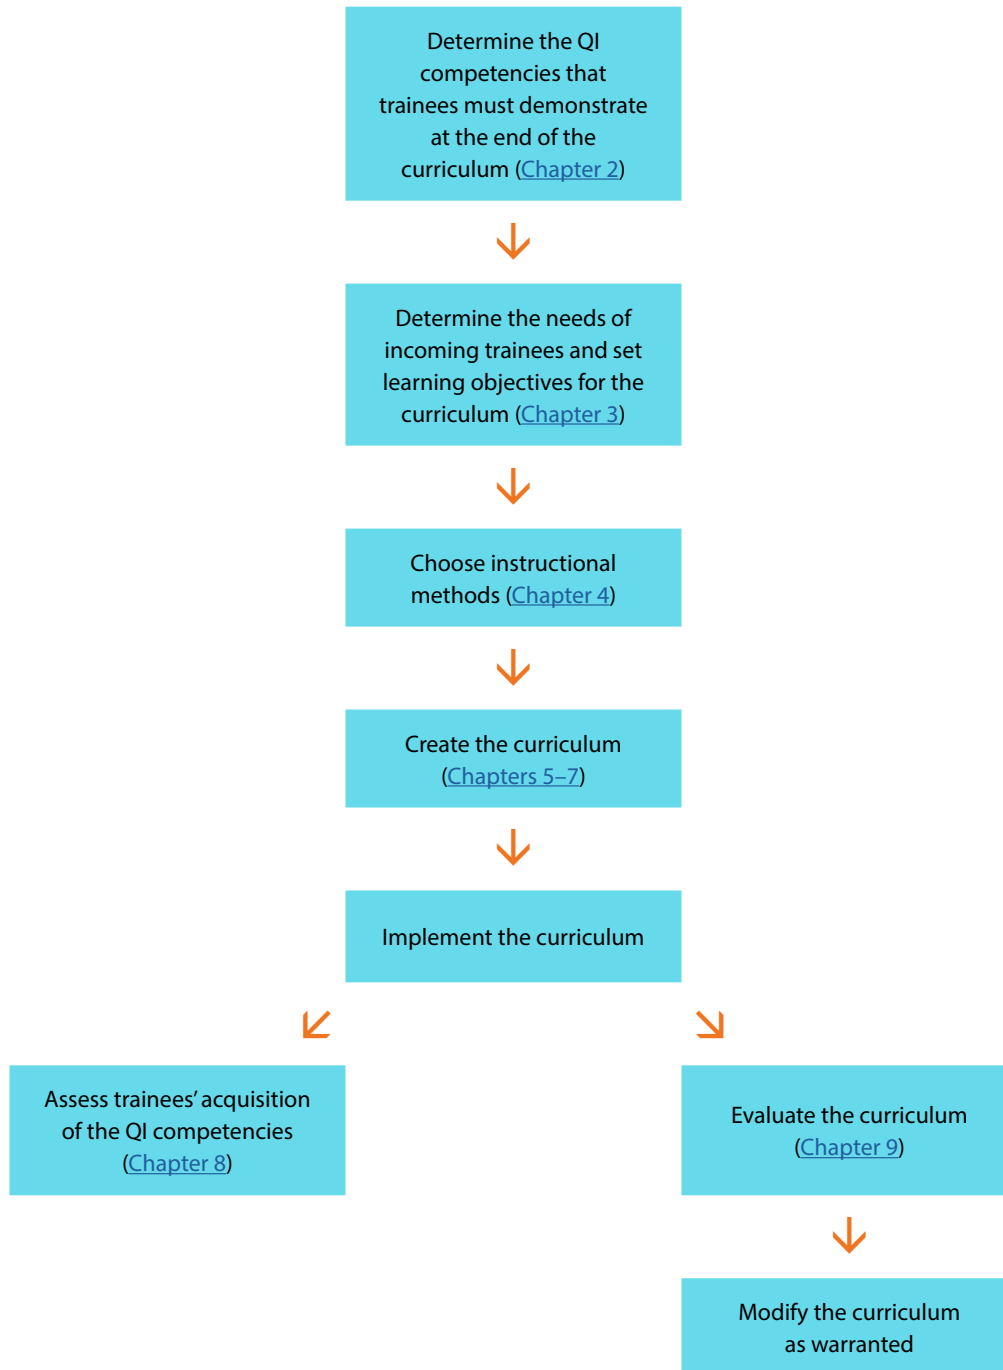 Determine the QI
competencies that
trainees must demonstrate
at the end of the
curriculum (Chapter 2)
Determine the needs of
incoming trainees and set
learning objectives for the
curriculum (Chapter 3)
Choose instructional
methods (Chapter 4)
Create the curriculum
(Chapters 5–7)
Implement the curriculum
Assess trainees’ acquisition
of the QI competencies
(Chapter 8)
Evaluate the curriculum
(Chapter 9)
Modify the curriculum
as warranted